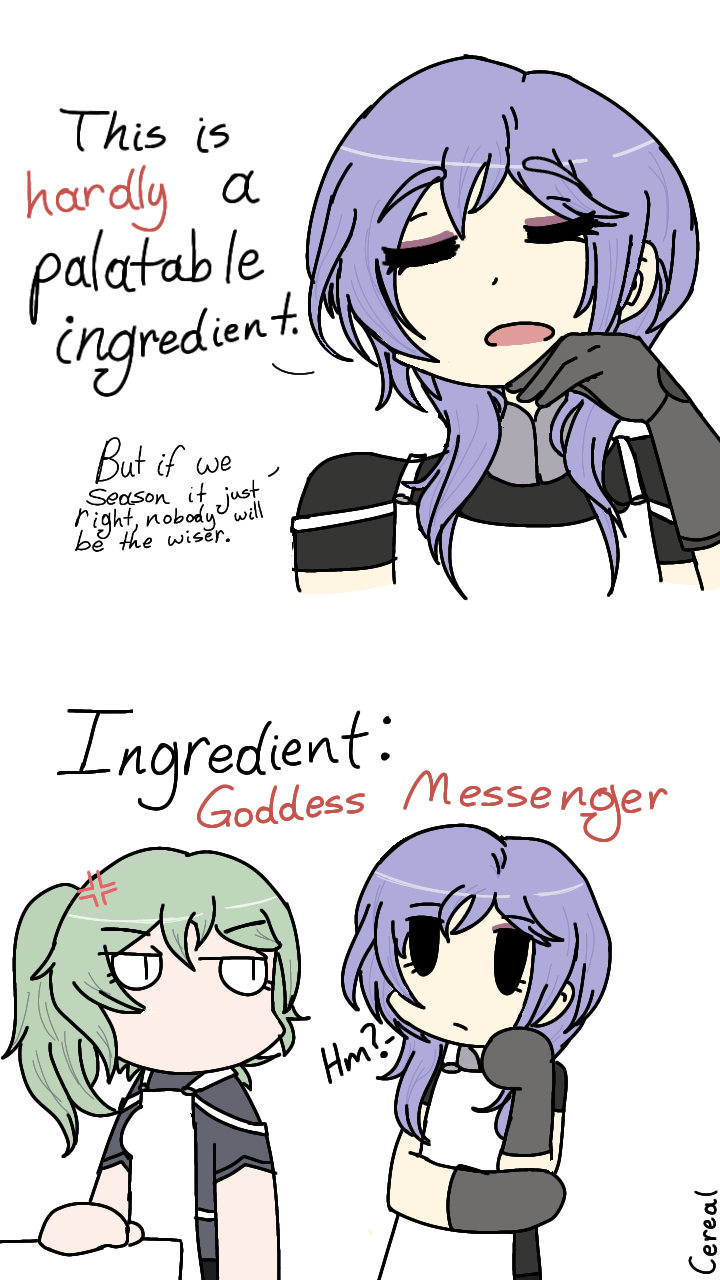 This is
hardly a
palatable
ingredient.
But if we
season it just
right, nobody will
be the wiser.
Ingredient:
Goddess Messenger
Hm?
Cereal